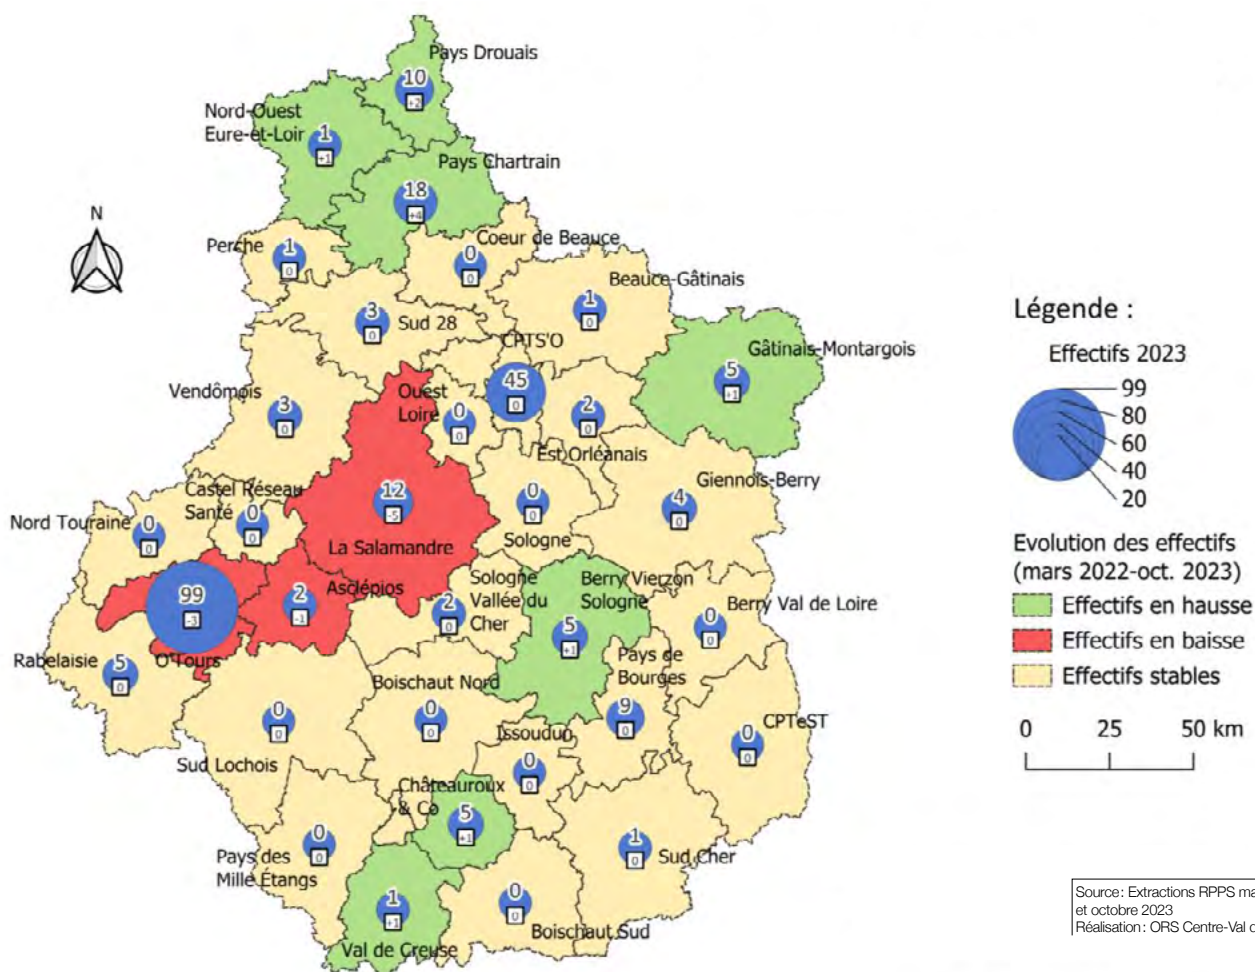 Pays Drouais
10
+2
Nord-Ouest
Eure-et-Loir
1
+1
Pays Chartrain
18
+4
N
Perche
1
0
Coeur de Beauce
0
0
Beauce-Gâtinais
1
0
3
0
Sud 28
CPTS'O
45
0
Gâtinais-Montargois
5
+1
Vendômois
3
0
Ouest
Loire
0
0
2
0
Est Orléanais
Giennois-Berry
4
0
Castel Réseau
Santé
0
0
12
-5
La Salamandre
0
0
Sologne
Nord Touraine
0
0
99
-3
O'Tours
Asclépios
2
-1
Sologne
Vallée du
Cher
2
0
Berry Vierzon
Sologne
5
+1
Berry Val de Loire
0
0
Rabelaisie
5
0
Pays de
Bourges
9
0
Boischaut Nord
0
0
0
0
Sud Lochois
Issoudun
0
0
CPTeST
0
0
Châteauroux
& Co
5
+1
0
0
Pays des
Mille Étangs
1
0
Sud Cher
1
+1
Val de Creuse
0
0
Boischaut Sud
Légende :
Effectifs 2023
99
80
60
40
20
Evolution des effectifs
(mars 2022-oct. 2023)
Effectifs en hausse
Effectifs en baisse
Effectifs stables
0 25 50 km
Source: Extractions RPPS ma
et octobre 2023
Réalisation: ORS Centre-Val d